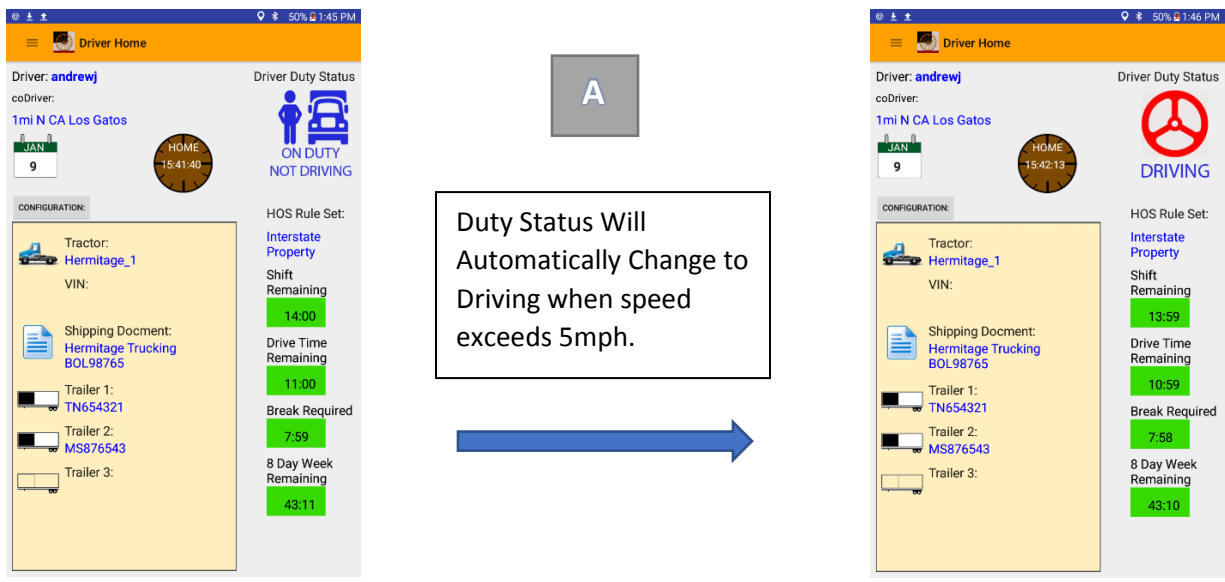 50% 1:45 PM
Driver Home
Driver: andrewj
Driver Duty Status
coDriver:
1mi N CA Los Gatos
JAN
9
HOME
15:41:40
ON DUTY
NOT DRIVING
CONFIGURATION:
HOS Rule Set:
Interstate
Property
Tractor:
Hermitage_1
VIN:
Shift
Remaining
14:00
Shipping Docment:
Hermitage Trucking
BOL98765
Drive Time
Remaining
11:00
Trailer 1:
TN654321
Break Required
7:59
Trailer 2:
MS876543
8 Day Week
Remaining
43:11
Trailer 3:
A
Duty Status Will
Automatically Change to
Driving when speed
exceeds 5mph.
50% 1:46 PM
Driver Home
Driver: andrewj
Driver Duty Status
coDriver:
1mi N CA Los Gatos
JAN
9
HOME
15:42:13
DRIVING
CONFIGURATION:
HOS Rule Set:
Interstate
Property
Tractor:
Hermitage_1
VIN:
Shift
Remaining
13:59
Shipping Docment:
Hermitage Trucking
BOL98765
Drive Time
Remaining
10:59
Trailer 1:
TN654321
Break Required
7:58
Trailer 2:
MS876543
8 Day Week
Remaining
43:10
Trailer 3: